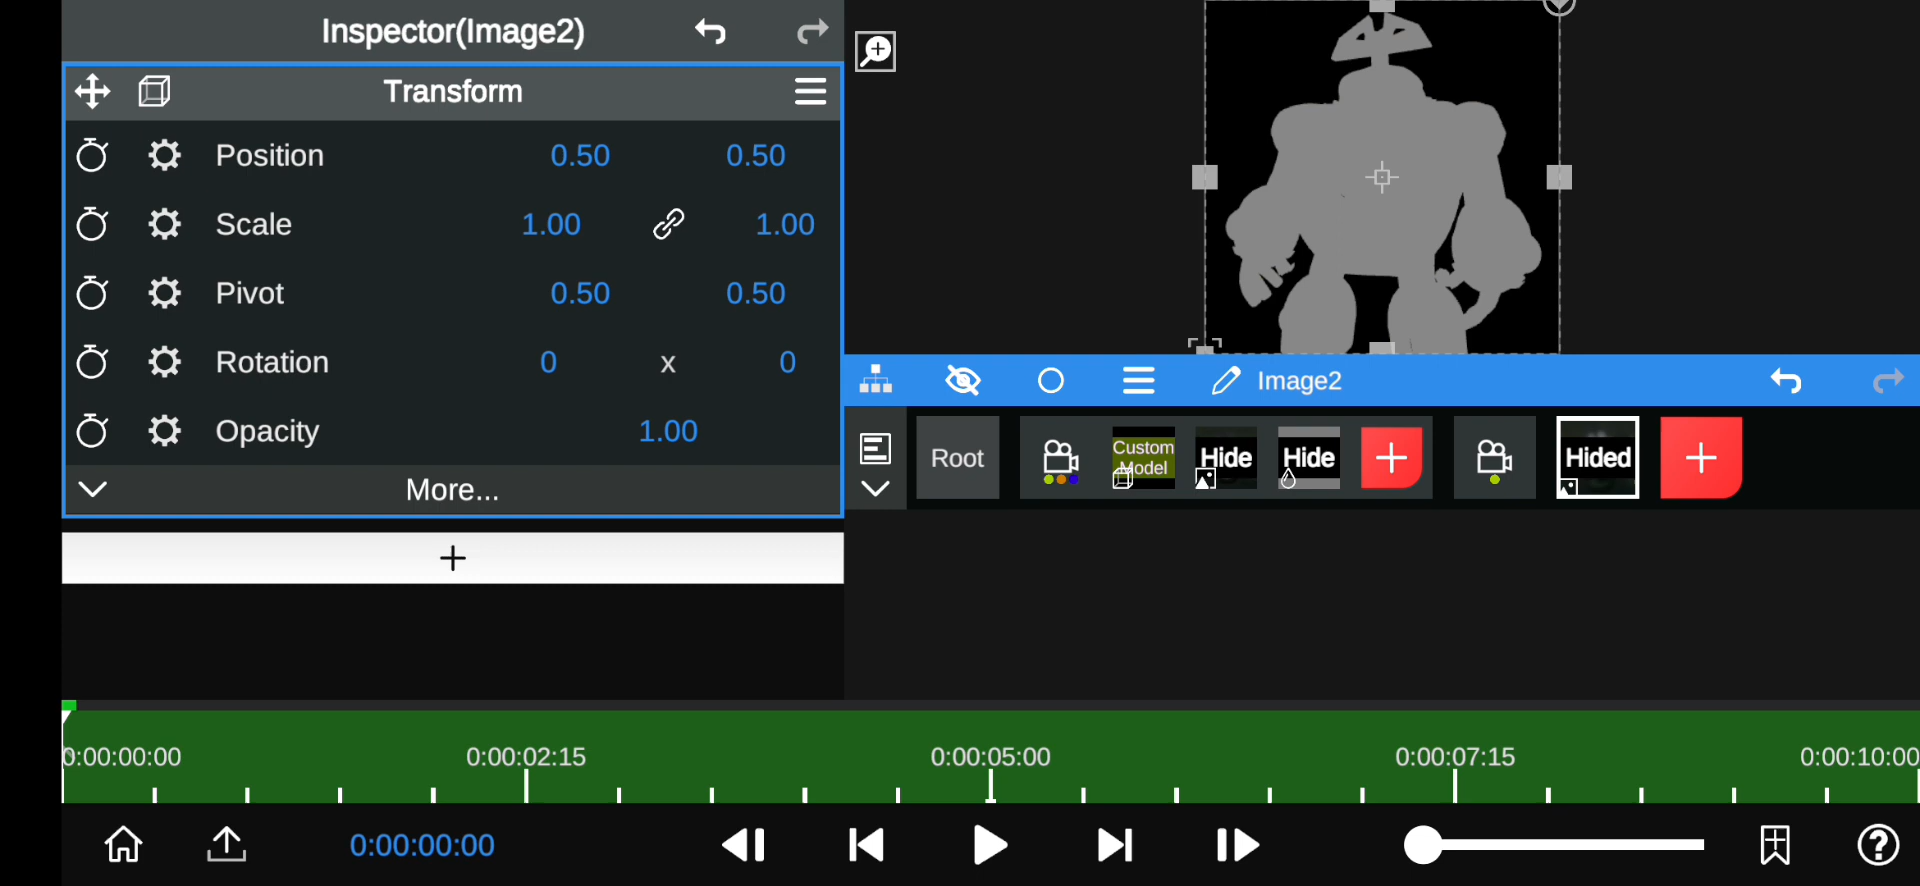 Inspector(Image2)
Transform
Position 0.50 0.50
Scale 1.00 1.00
Pivot 0.50 0.50
Rotation 0 x 0
Opacity 1.00
More...
+
Image2
Root
Custom
Model
Hide
Hide
+
Hided
+
0:00:00:00 0:00:02:15 0:00:05:00 0:00:07:15 0:00:10:00
0:00:00:00